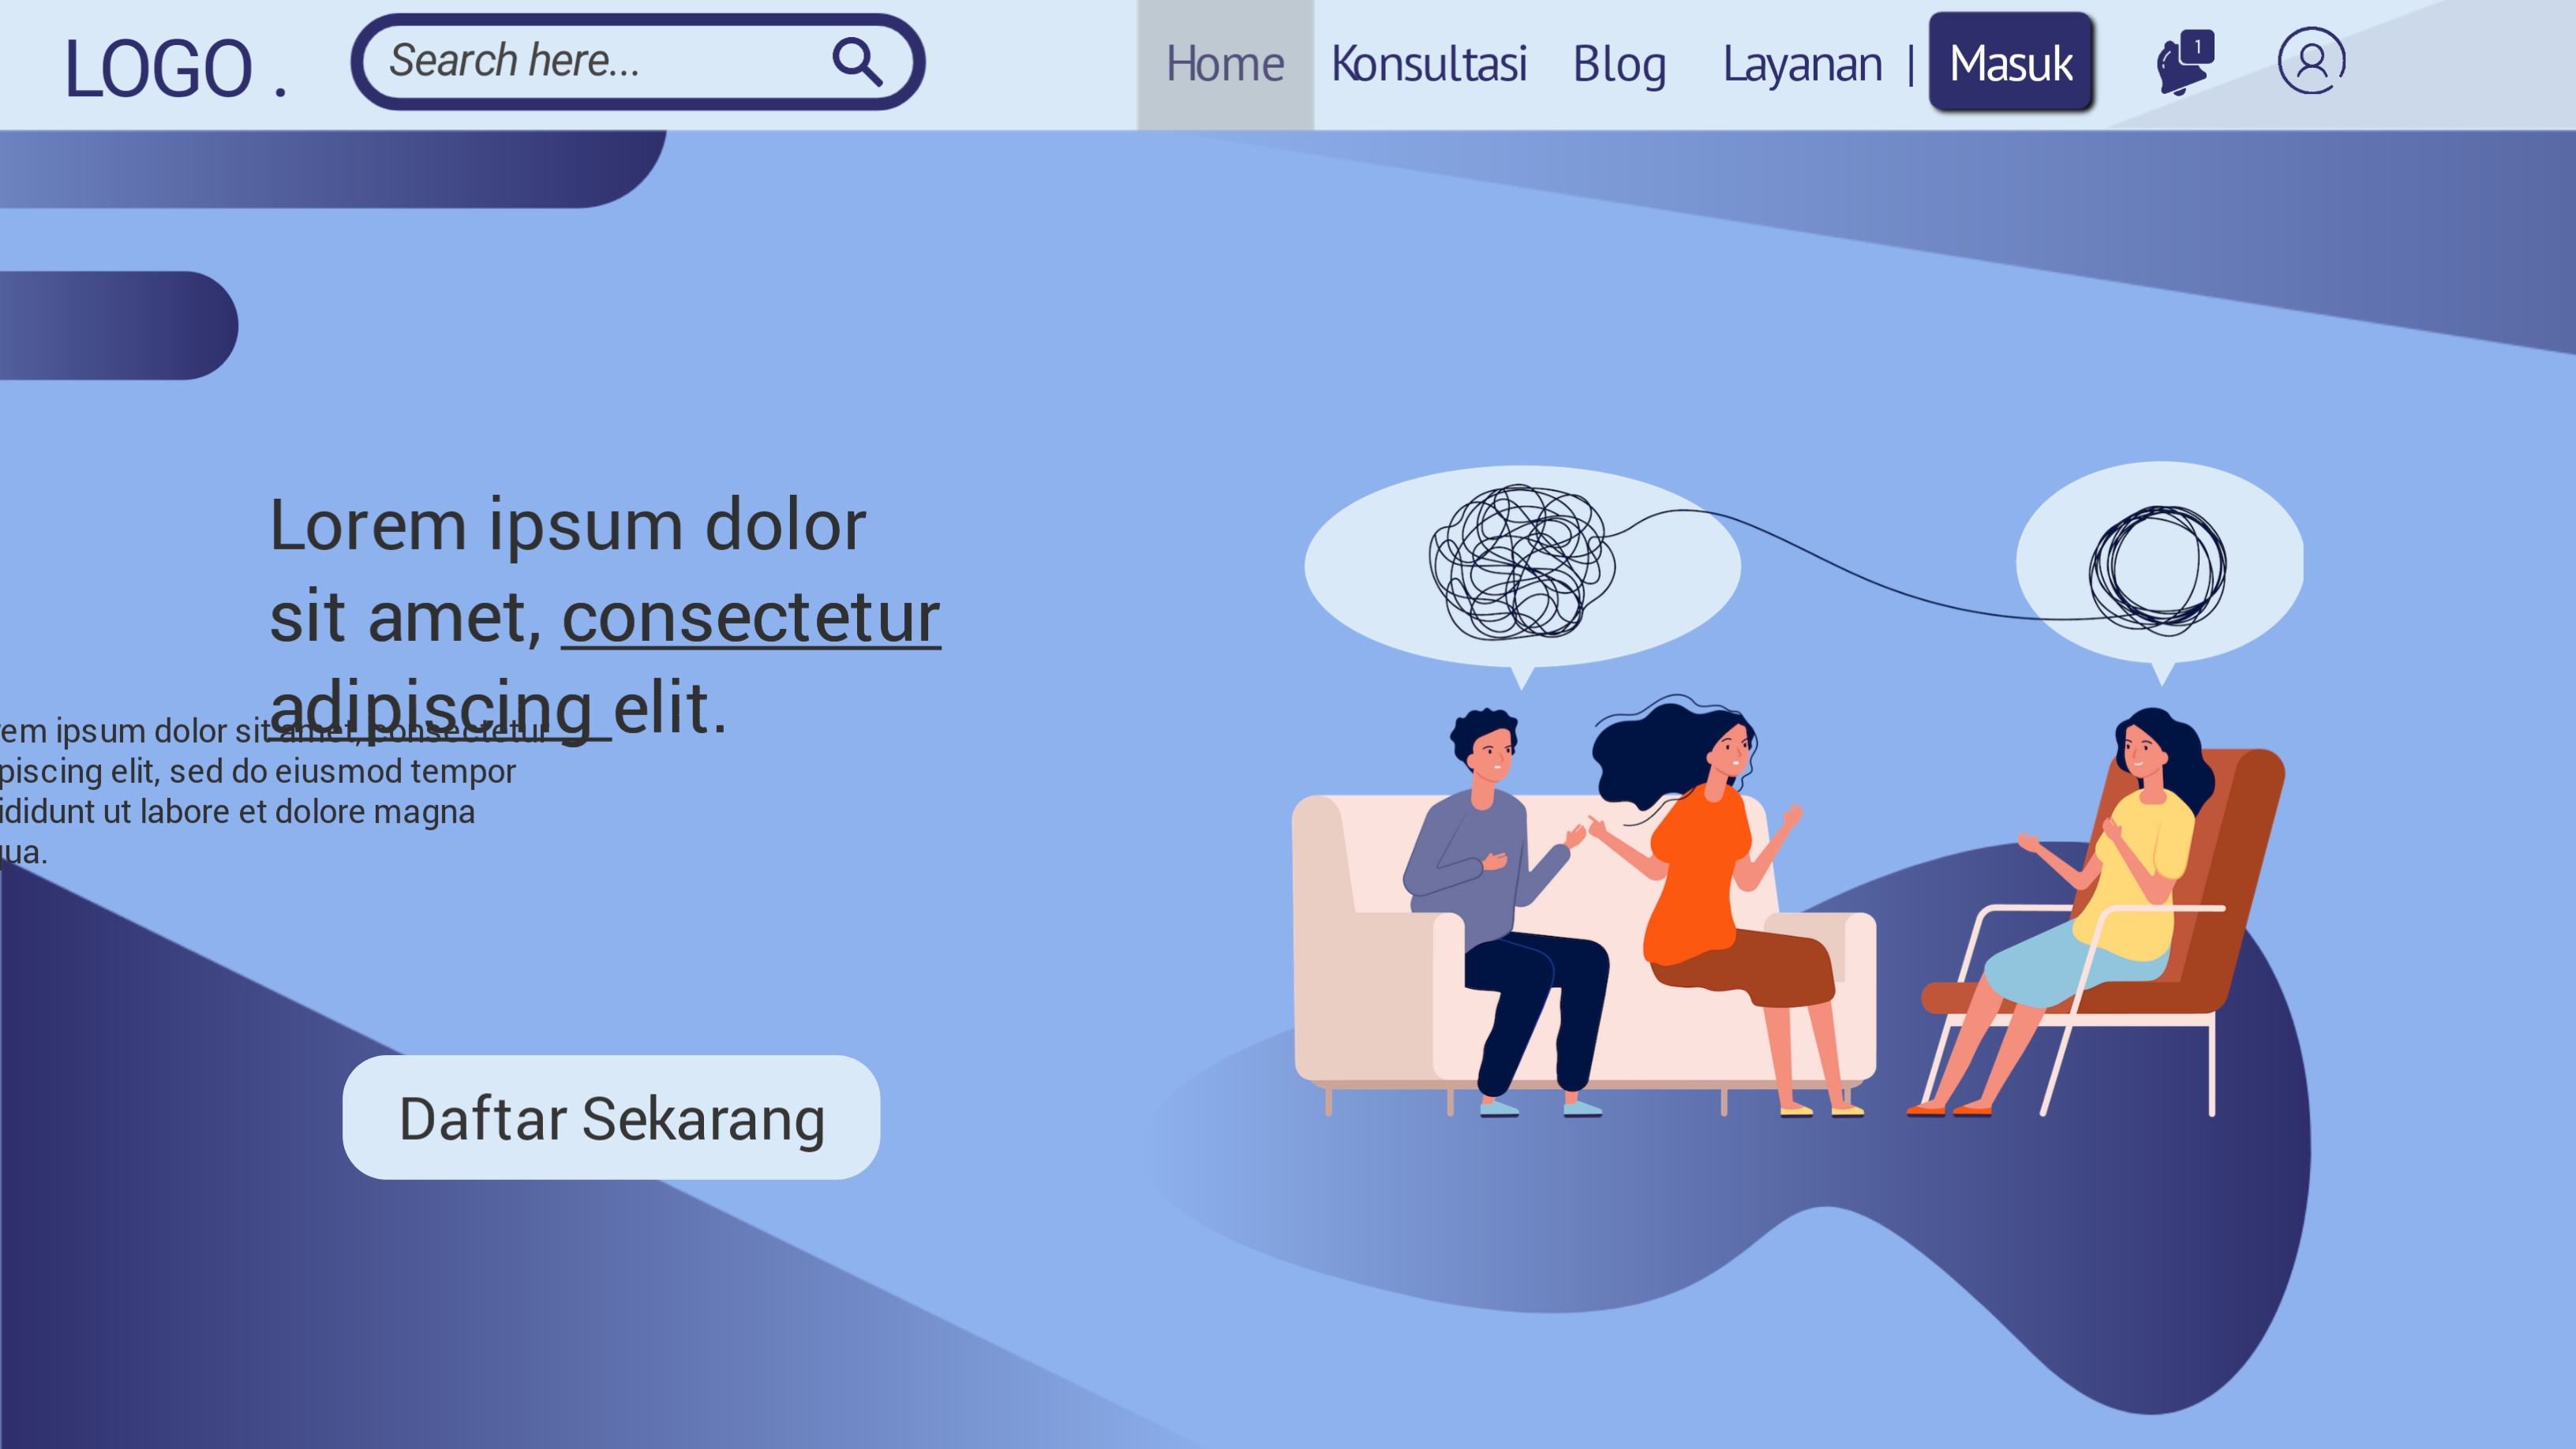 LOGO .
Search here...
Home Konsultasi Blog Layanan | Masuk
1
Lorem ipsum dolor
sit amet, consectetur
adipiscing elit.
em ipsum dolor sit amet, consectetur
piscing elit, sed do eiusmod tempor
ididunt ut labore et dolore magna
ua.
Daftar Sekarang